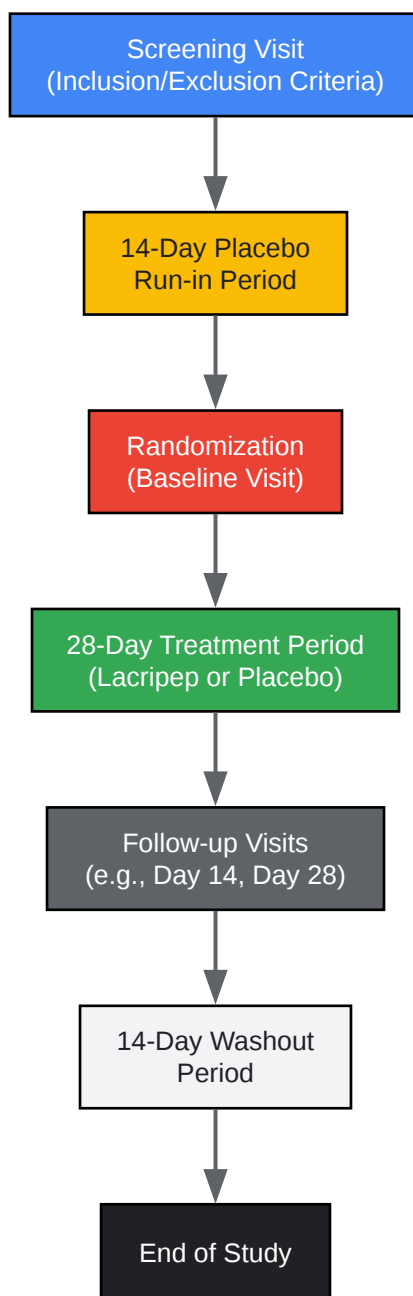 Screening Visit
(Inclusion/Exclusion Criteria)
14-Day Placebo
Run-in Period
Randomization
(Baseline Visit)
28-Day Treatment Period
(Lacripep or Placebo)
Follow-up Visits
(e.g., Day 14, Day 28)
14-Day Washout
Period
End of Study